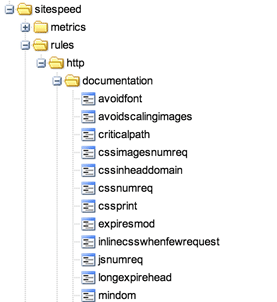 sitespeed
metrics
rules
http
documentation
avoidfont
avoidscalingimages
criticalpath
cssimagesnumreq
cssinheaddomain
cssnumreq
cssprint
expiresmod
inlinecsswhenfewrequest
jsnumreq
longexpirehead
mindom